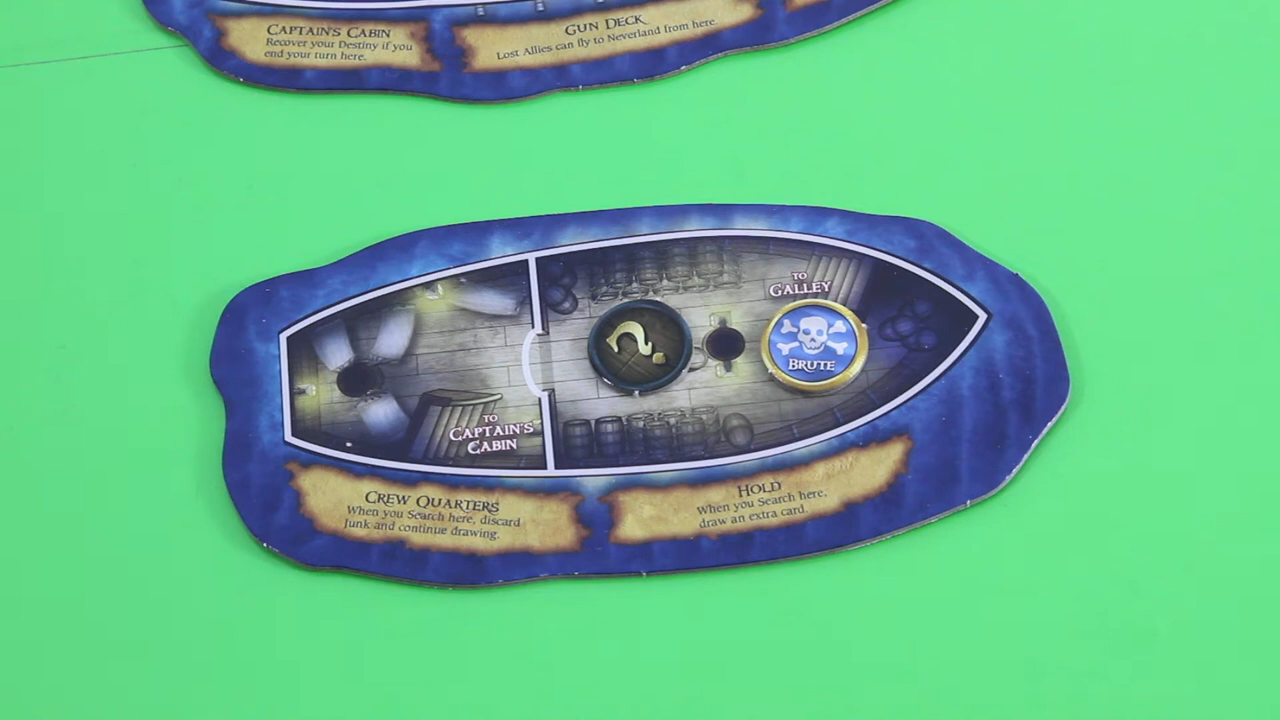 CAPTAIN'S CABIN
Recover your Destiny if you
end your turn here.
GUN DECK
Lost Allies can fly to Neverland from here.
TO
GALLEY
?
BRUTE
TO
CAPTAIN'S
CABIN
CREW QUARTERS
When you Search here, discard
Junk and continue drawing.
HOLD
When you Search here,
draw an extra card.